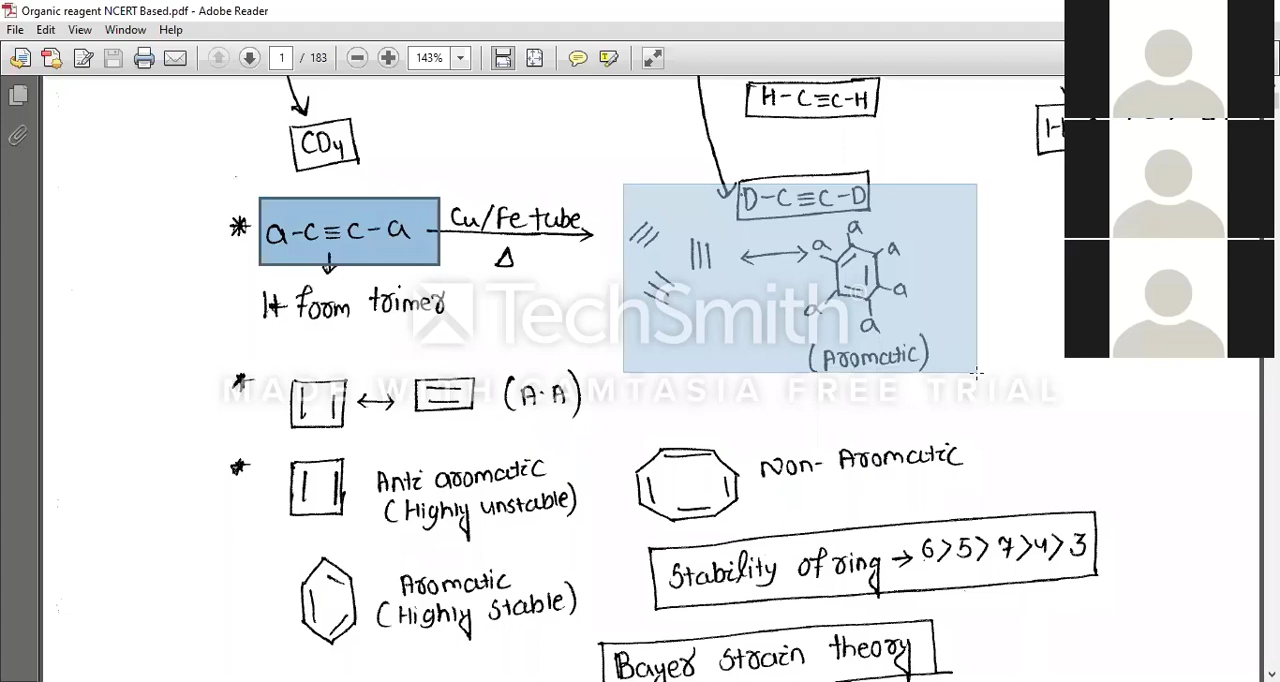 Organic reagent NCERT Based.pdf - Adobe Reader
File Edit View Window Help
1 / 183 143%
H-C≡C-H
CD4
D-C≡C-D
* a-C≡C-a Cu/Fe tube
Δ
It form trimer
a a a a a a
(Aromatic)
TechSmith
MADE WITH CAMTASIA FREE TRIAL
* (A.A)
* Anti aromatic
(Highly unstable)
Non-Aromatic
Stability of ring → 6>5>7>4>3
Aromatic
(Highly stable)
Bayer Strain theory